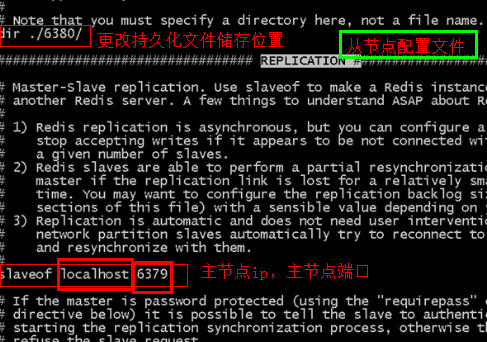 # Note that you must specify a directory here, not a file name.
dir ./6380/ 更改持久化文件储存位置
从节点配置文件
################################# REPLICATION #
# Master-Slave replication. Use slaveof to make a Redis instanc
# another Redis server. A few things to understand ASAP about Re
#
# 1) Redis replication is asynchronous, but you can configure a
# stop accepting writes if it appears to be not connected wi
# a given number of slaves.
# 2) Redis slaves are able to perform a partial resynchronizati
# master if the replication link is lost for a relatively sma
# time. You may want to configure the replication backlog si
# sections of this file) with a sensible value depending on y
# 3) Replication is automatic and does not need user interventi
# network partition slaves automatically try to reconnect to
# and resynchronize with them.
#
slaveof localhost 6379 主节点ip，主节点端口
# If the master is password protected (using the "requirepass" c
# directive below) it is possible to tell the slave to authentic
# starting the replication synchronization process, otherwise th
# refuse the slave request.